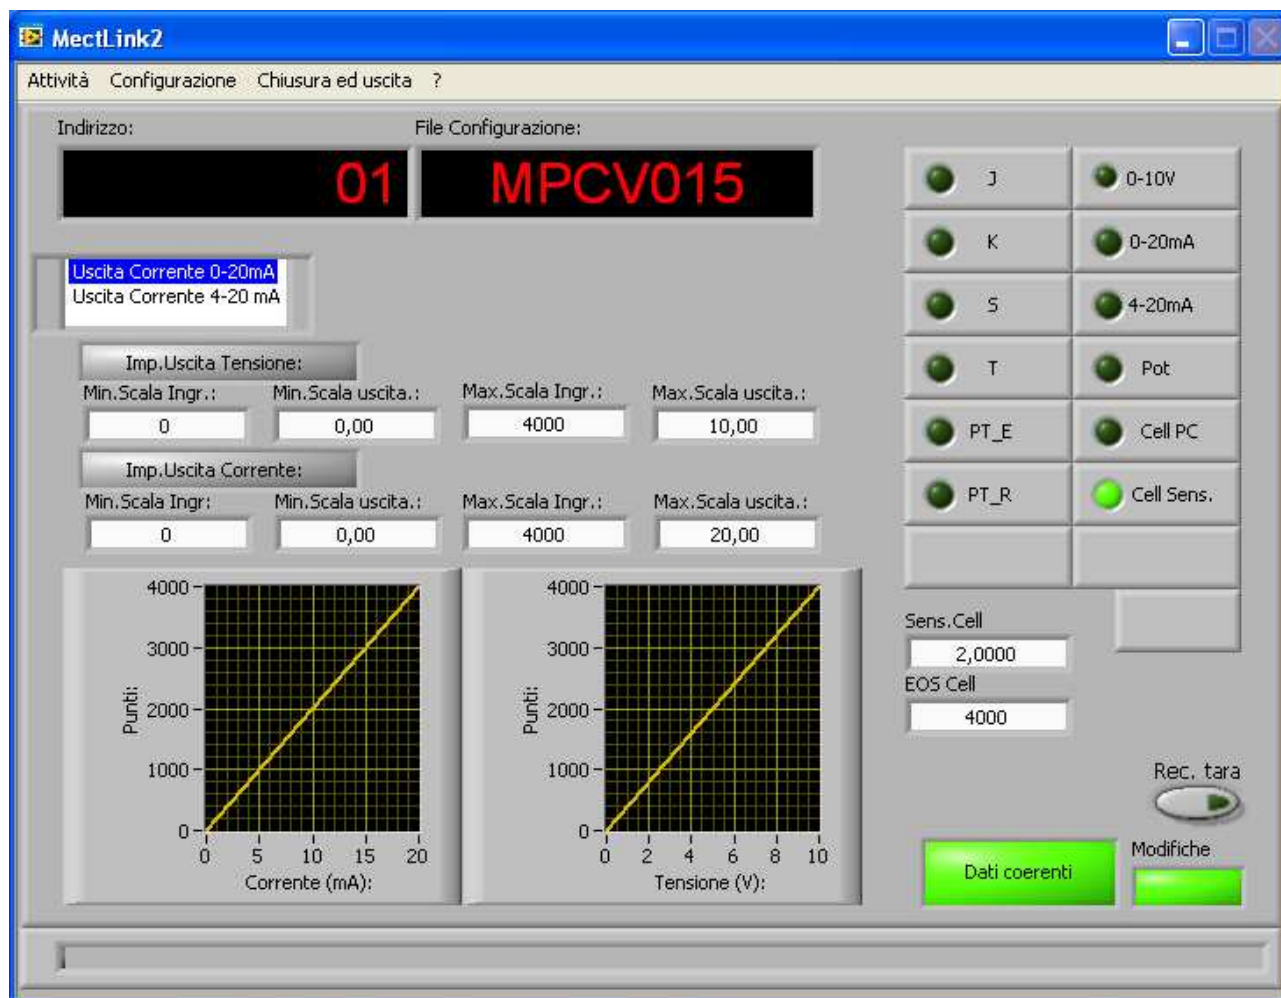 MectLink2
Attività Configurazione Chiusura ed uscita ?
Indirizzo: File Configurazione:
01 MPCV015
Uscita Corrente 0-20mA
Uscita Corrente 4-20 mA
Imp.Uscita Tensione:
Min.Scala Ingr.: Min.Scala uscita.: Max.Scala Ingr.: Max.Scala uscita.:
0 0,00 4000 10,00
Imp.Uscita Corrente:
Min.Scala Ingr: Min.Scala uscita.: Max.Scala Ingr.: Max.Scala uscita.:
0 0,00 4000 20,00
4000
3000
2000
1000
0
Punti:
0 5 10 15 20
Corrente (mA):
4000
3000
2000
1000
0
Punti:
0 2 4 6 8 10
Tensione (V):
J 0-10V
K 0-20mA
S 4-20mA
T Pot
PT_E Cell PC
PT_R Cell Sens.
Sens.Cell
2,0000
EOS Cell
4000
Rec. tara
Dati coerenti
Modifiche